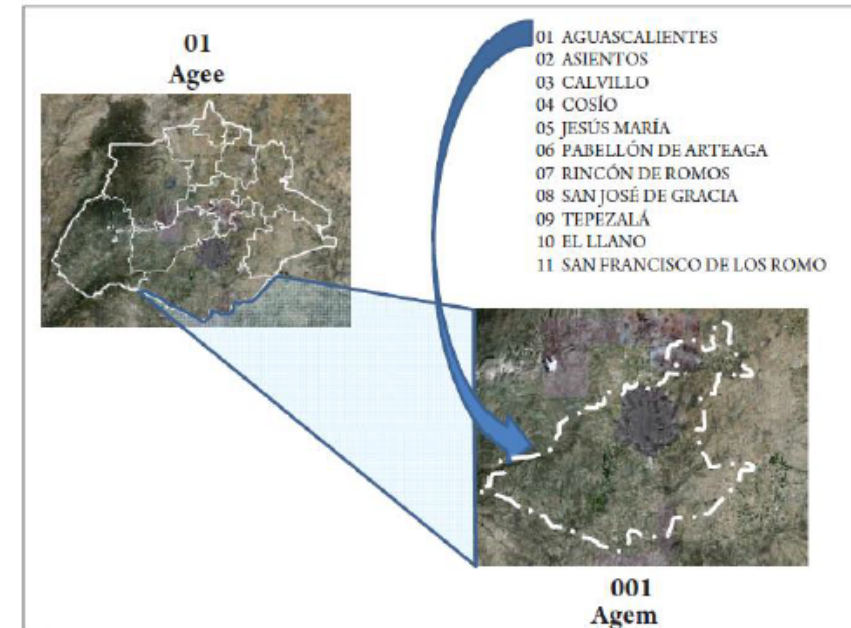 01
Agee
01 AGUASCALIENTES
02 ASIENTOS
03 CALVILLO
04 COSÍO
05 JESÚS MARÍA
06 PABELLÓN DE ARTEAGA
07 RINCÓN DE ROMOS
08 SAN JOSÉ DE GRACIA
09 TEPEZALÁ
10 EL LLANO
11 SAN FRANCISCO DE LOS ROMO
001
Agem